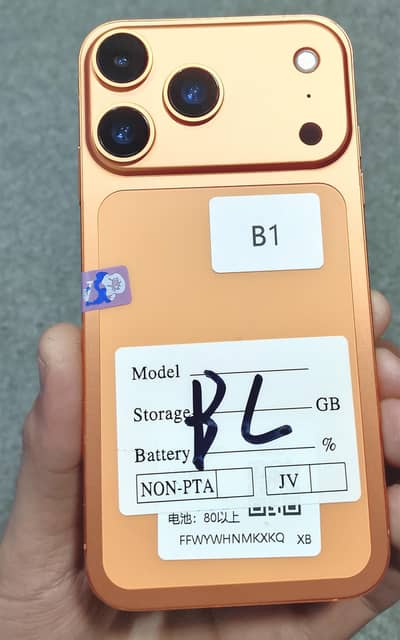 B1
Model
Storage GB
BL
Battery %
NON-PTA JV
电池：80以上
FFWYWHNMKXKQ XB